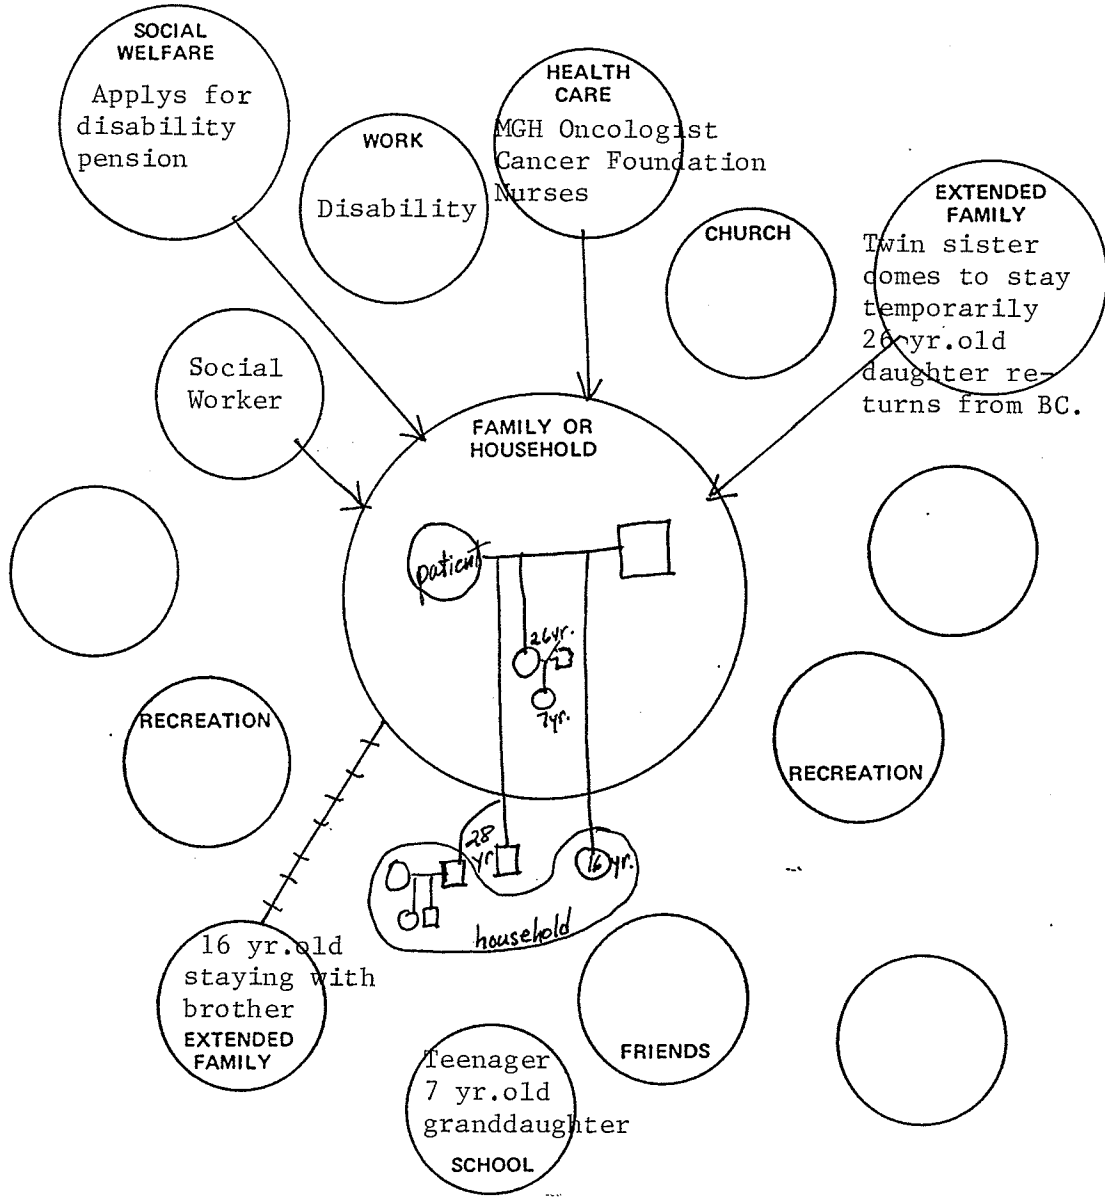 SOCIAL
WELFARE
Applys for
disability
pension
WORK
Disability
HEALTH
CARE
MGH Oncologist
Cancer Foundation
Nurses
CHURCH
EXTENDED
FAMILY
Twin sister
comes to stay
temporarily
26 yr.old
daughter re-
turns from BC.
Social
Worker
FAMILY OR
HOUSEHOLD
patient
26yr.
7yr.
RECREATION
RECREATION
28
yr
16 yr.
household
16 yr.old
staying with
brother
EXTENDED
FAMILY
FRIENDS
Teenager
7 yr.old
granddaughter
SCHOOL